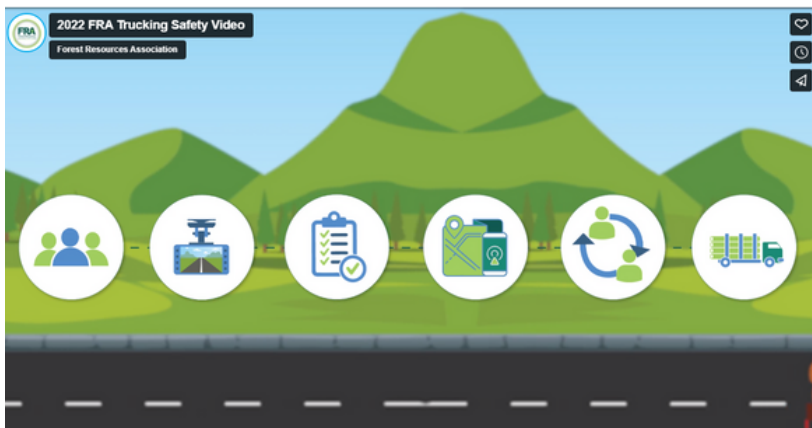 FRA
2022 FRA Trucking Safety Video
Forest Resources Association